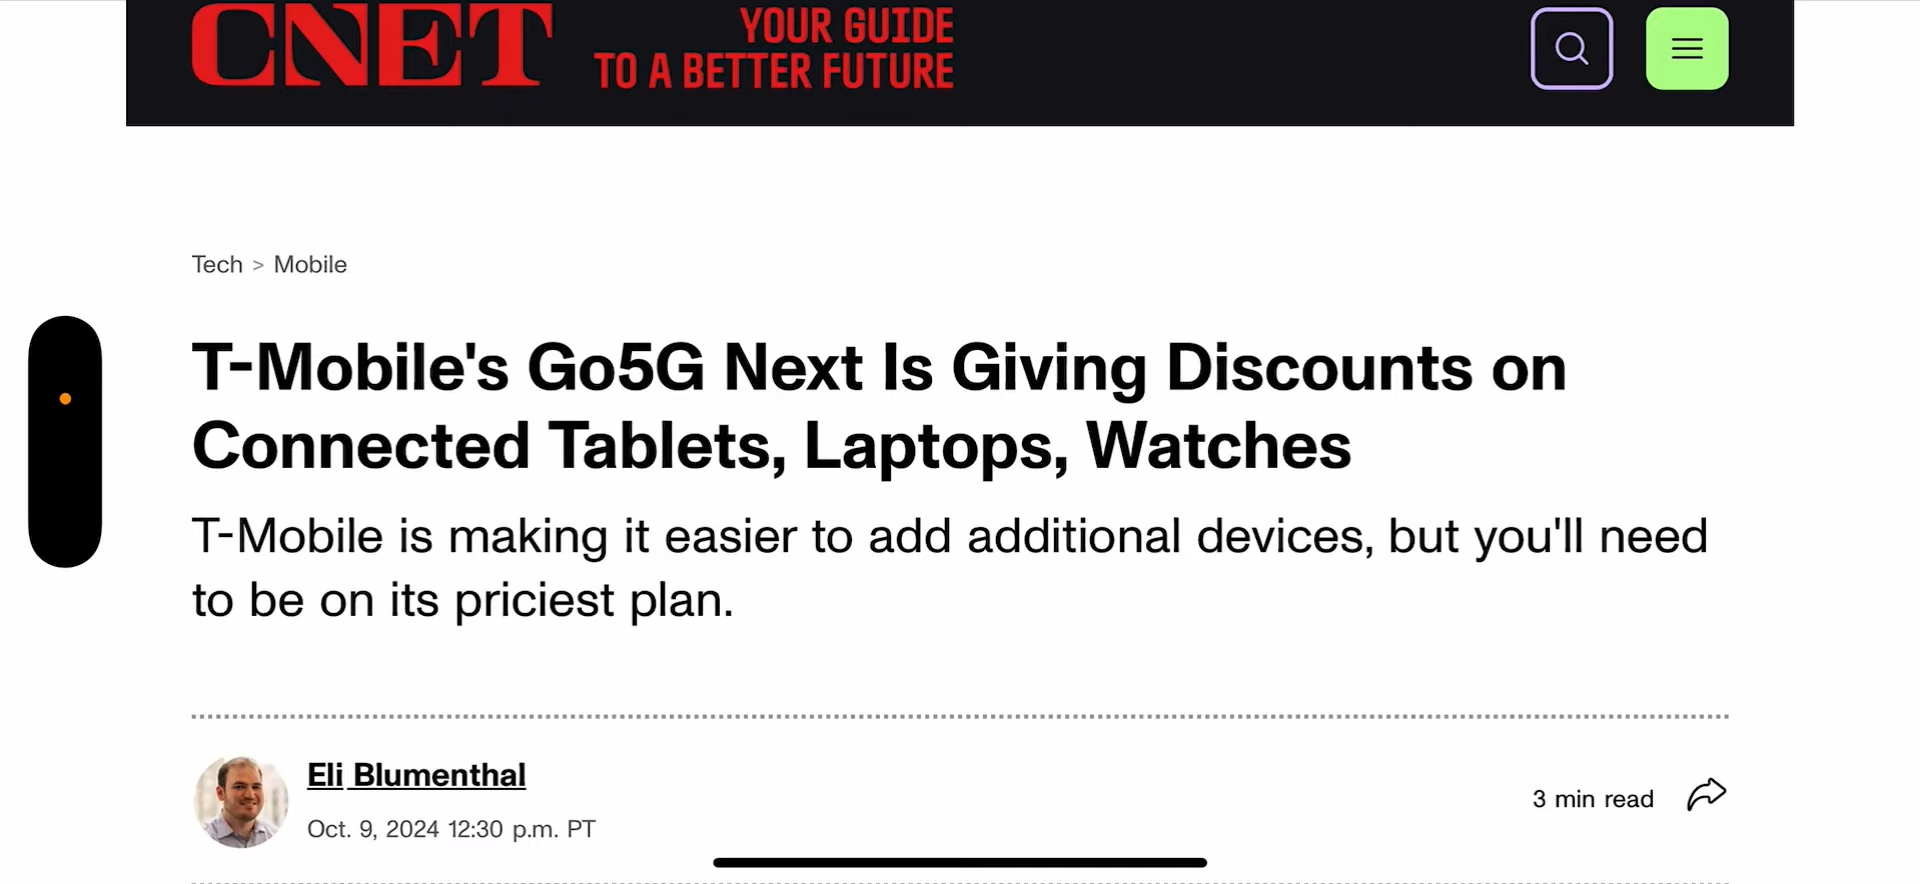 CNET
YOUR GUIDE
TO A BETTER FUTURE
Tech > Mobile
T-Mobile's Go5G Next Is Giving Discounts on
Connected Tablets, Laptops, Watches
T-Mobile is making it easier to add additional devices, but you'll need
to be on its priciest plan.
Eli Blumenthal
Oct. 9, 2024 12:30 p.m. PT
3 min read